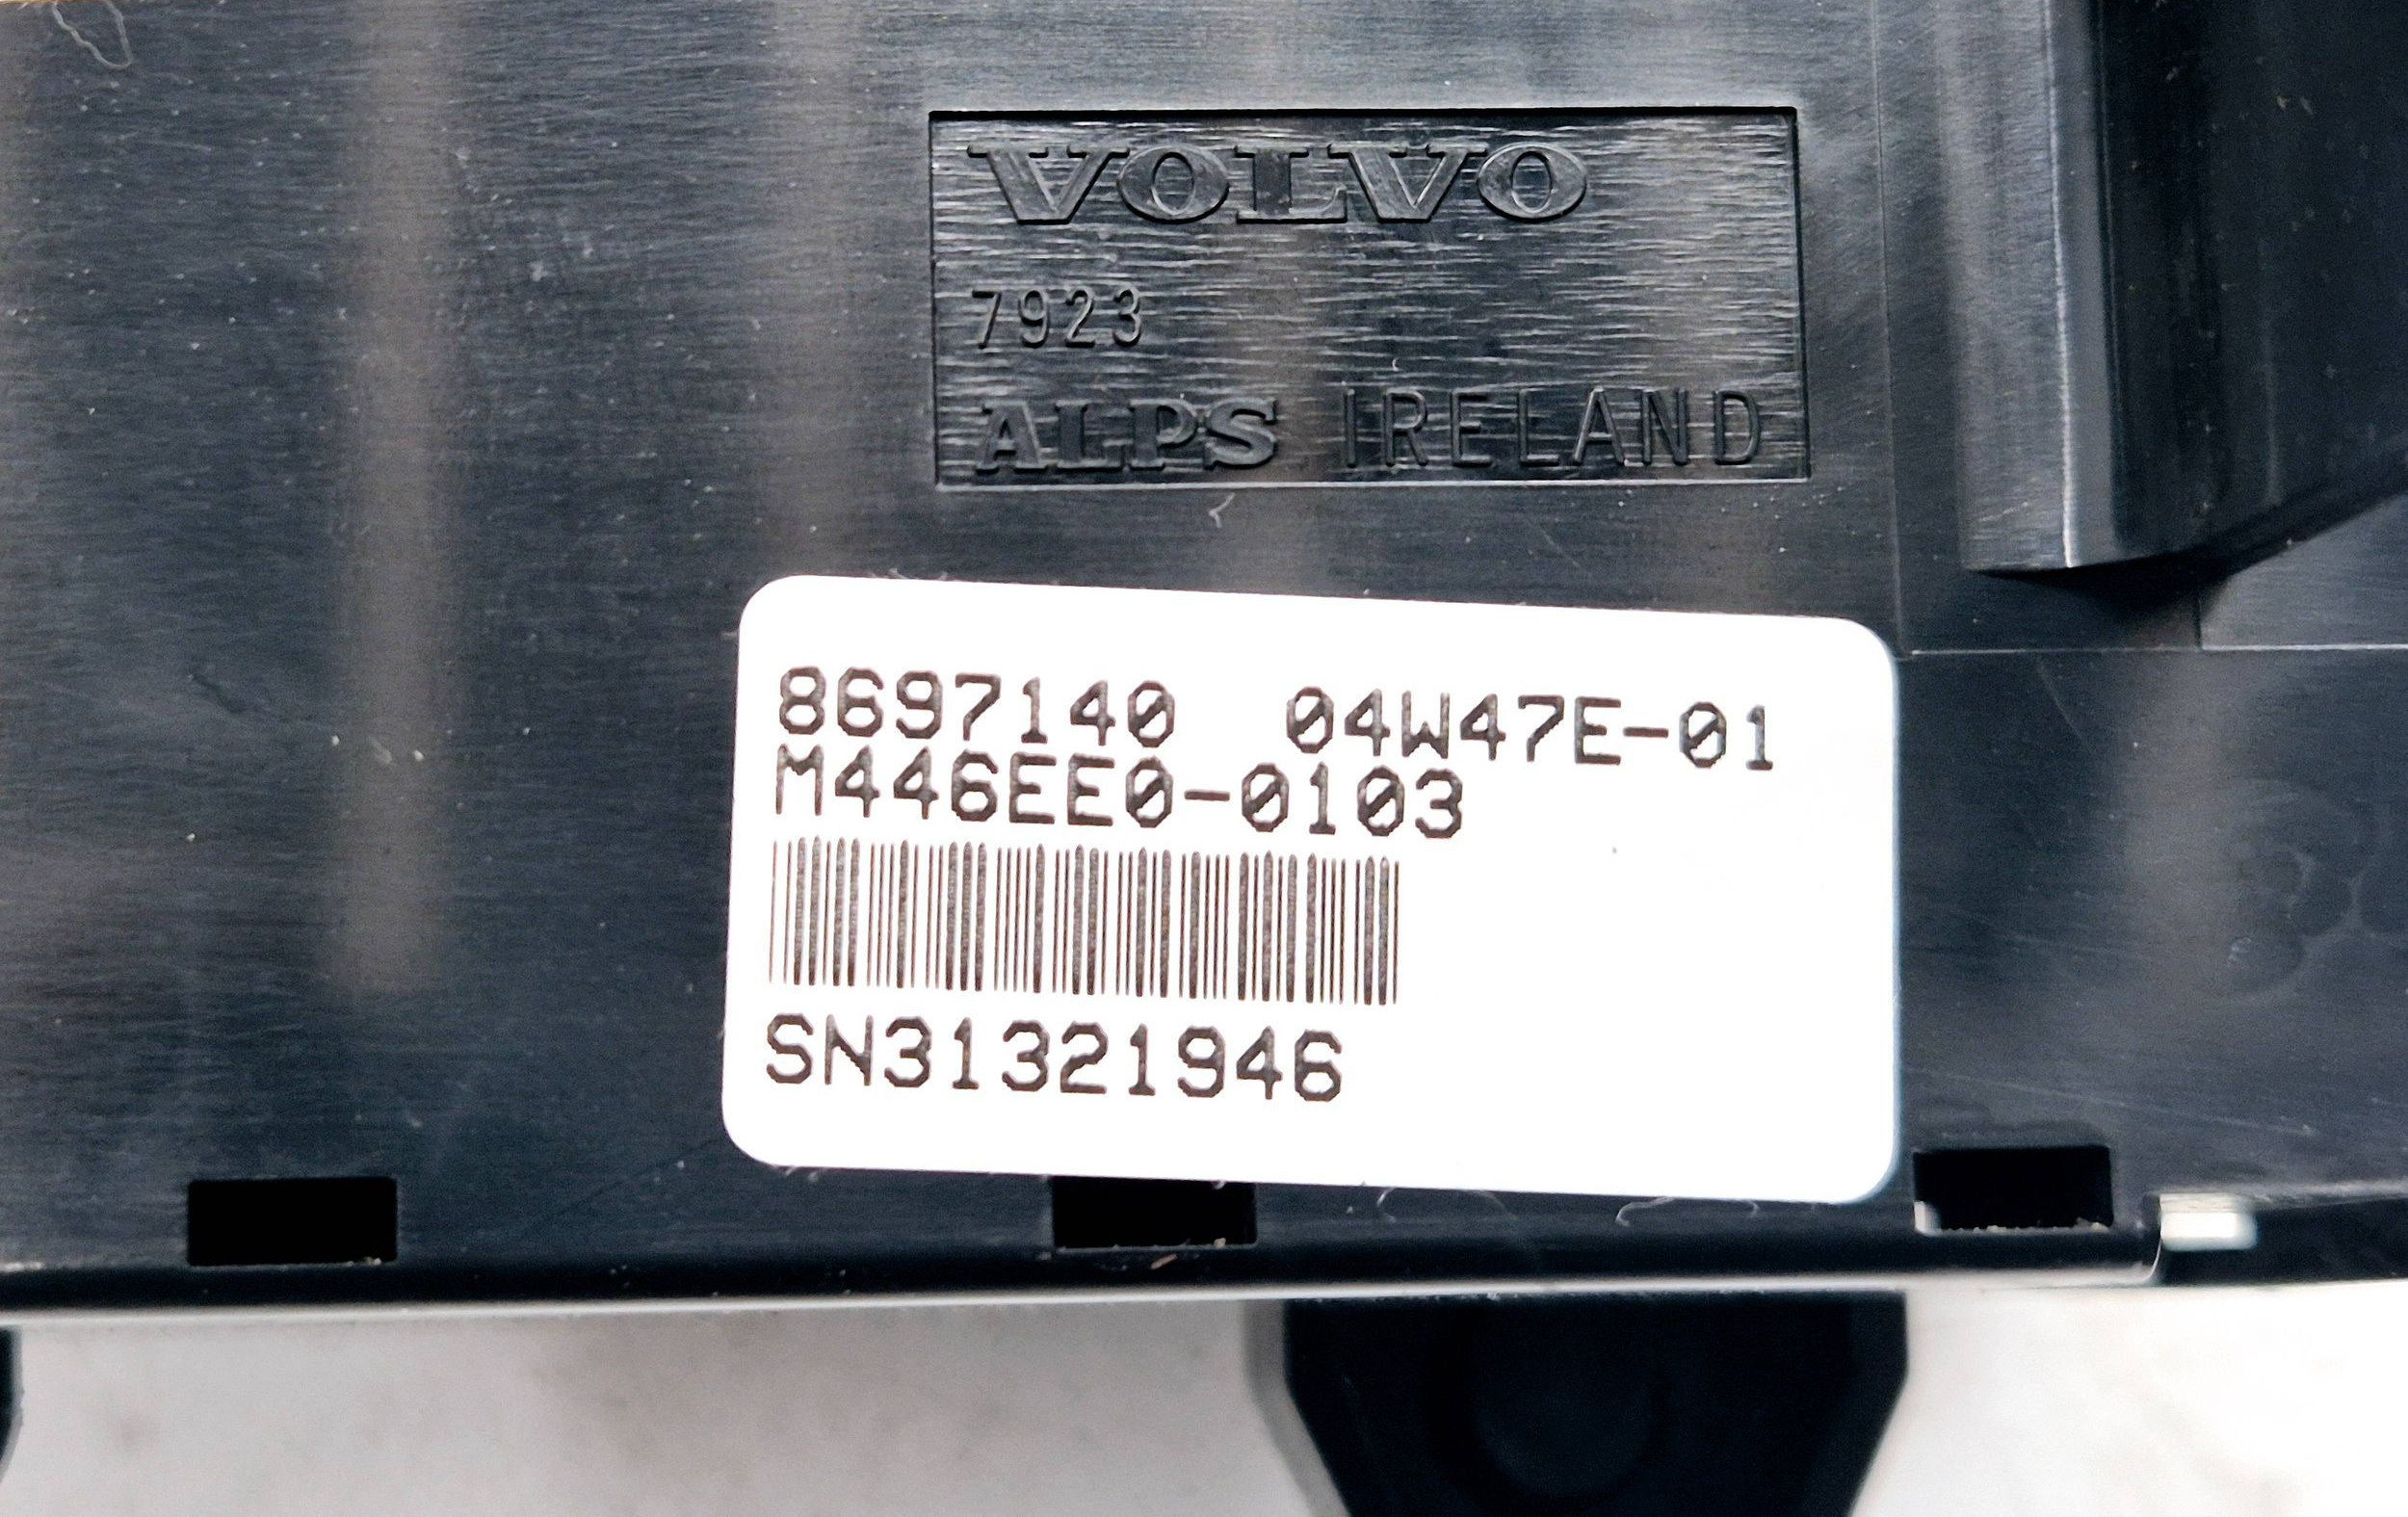 VOLVO
7923
ALPS IRELAND
8697140 04W47E-01
M446EE0-0103
SN31321946